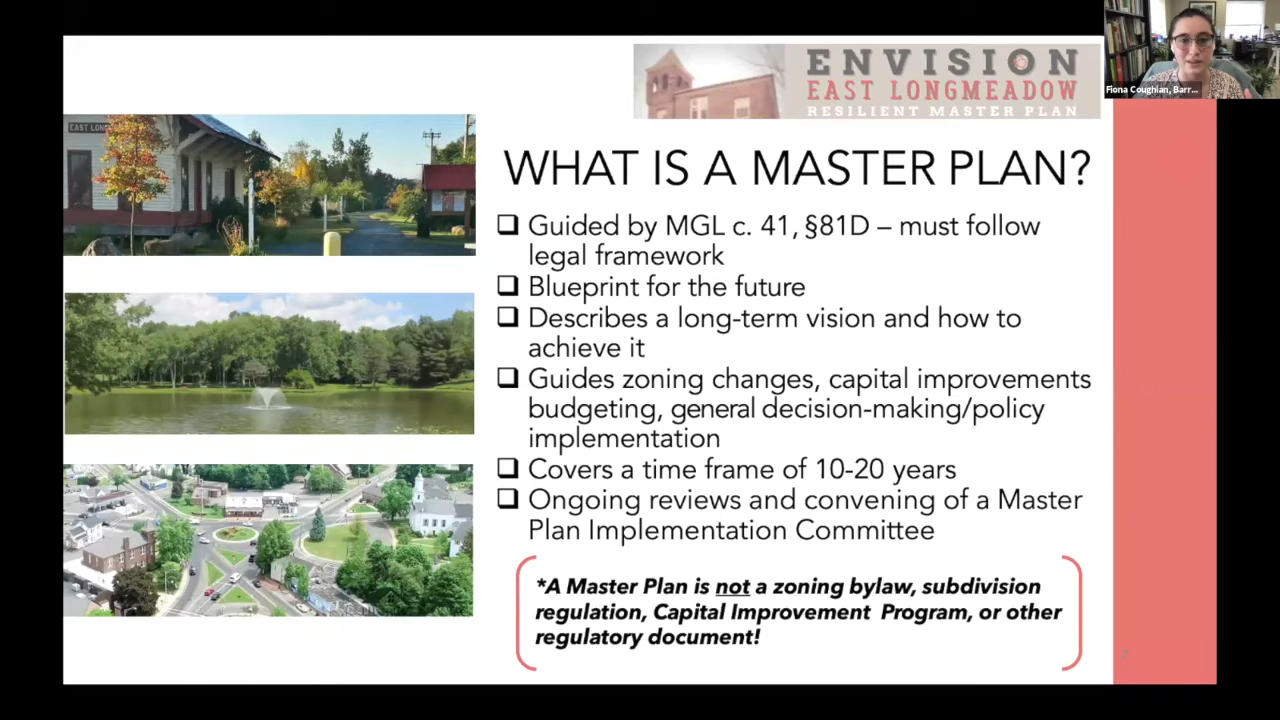 ENVISION
EAST LONGMEADOW
RESILIENT MASTER PLAN
Fiona Coughlan, Barr...
EAST LON
WHAT IS A MASTER PLAN?
Guided by MGL c. 41, §81D – must follow
legal framework
Blueprint for the future
Describes a long-term vision and how to
achieve it
Guides zoning changes, capital improvements
budgeting, general decision-making/policy
implementation
Covers a time frame of 10-20 years
Ongoing reviews and convening of a Master
Plan Implementation Committee
*A Master Plan is not a zoning bylaw, subdivision
regulation, Capital Improvement Program, or other
regulatory document!